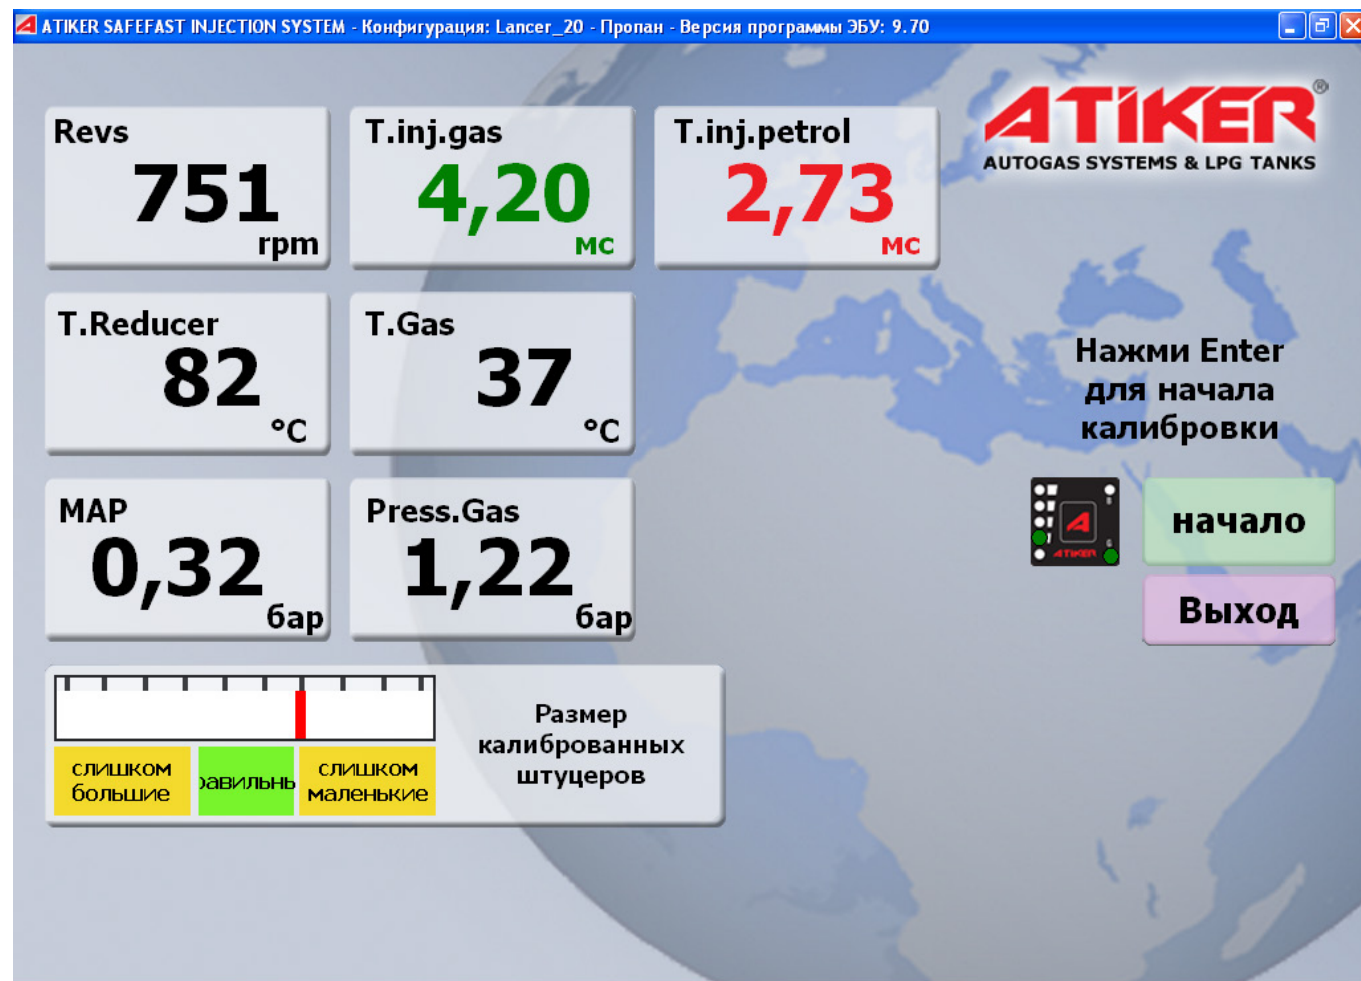 ATIKER SAFEFAST INJECTION SYSTEM - Конфигурация: Lancer_20 - Пропан - Версия программы ЭБУ: 9.70
ATIKER®
AUTOGAS SYSTEMS & LPG TANKS
Revs
751
rpm
T.inj.gas
4,20
мс
T.inj.petrol
2,73
мс
T.Reducer
82
°C
T.Gas
37
°C
Нажми Enter
для начала
калибровки
MAP
0,32
бар
Press.Gas
1,22
бар
ATIKER
начало
Выход
слишком
большие
равильны
слишком
маленькие
Размер
калиброванных
штуцеров